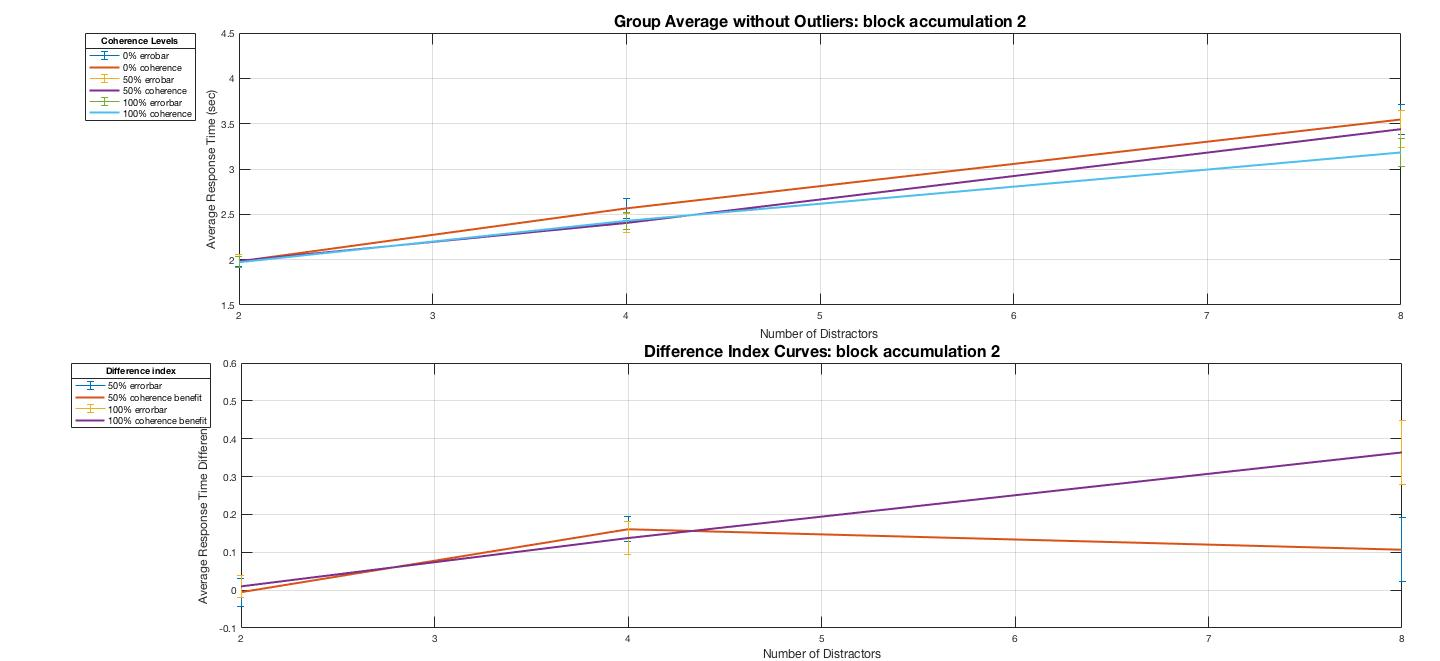 Group Average without Outliers: block accumulation 2
Coherence Levels
0% errobar
0% coherence
50% errobar
50% coherence
100% errorbar
100% coherence
Average Response Time (sec)
4.5
4
3.5
3
2.5
2
1.5
2 3 4 5 6 7 8
Number of Distractors
Difference Index Curves: block accumulation 2
Difference index
50% errorbar
50% coherence benefit
100% errorbar
100% coherence benefit
Average Response Time Differen
0.6
0.5
0.4
0.3
0.2
0.1
0
-0.1
2 3 4 5 6 7 8
Number of Distractors